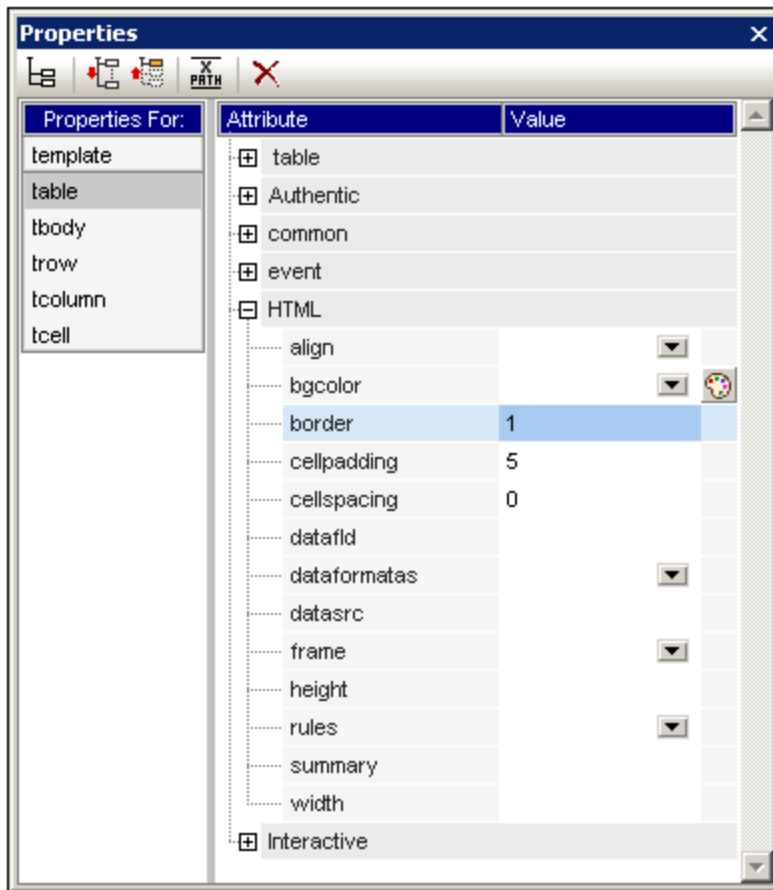 Properties
X
PATH
Properties For:
Attribute Value
template
table
tbody
trow
tcolumn
tcell
table
Authentic
common
event
HTML
align
bgcolor
border 1
cellpadding 5
cellspacing 0
datafld
dataformatas
datasrc
frame
height
rules
summary
width
Interactive